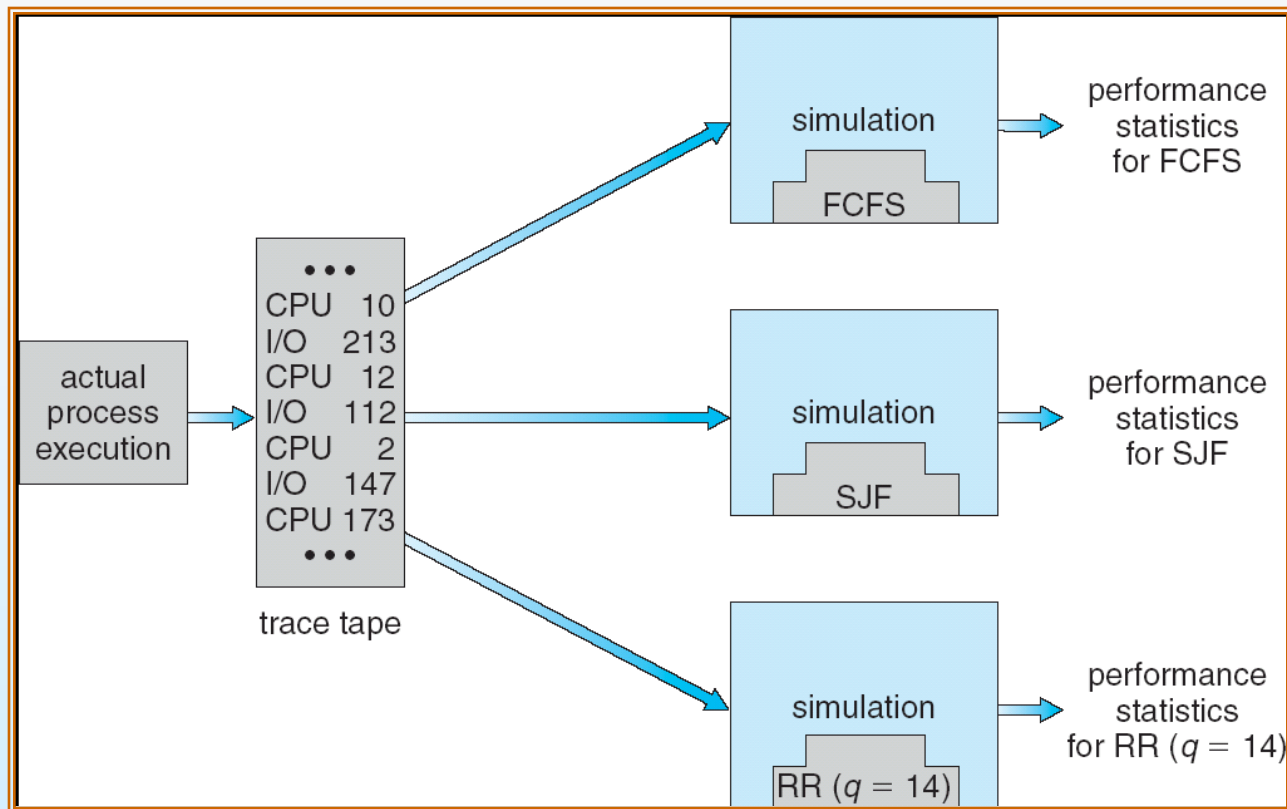 actual
process
execution
• • •
CPU 10
I/O 213
CPU 12
I/O 112
CPU 2
I/O 147
CPU 173
• • •
trace tape
simulation
FCFS
performance
statistics
for FCFS
simulation
SJF
performance
statistics
for SJF
simulation
RR (q = 14)
performance
statistics
for RR (q = 14)